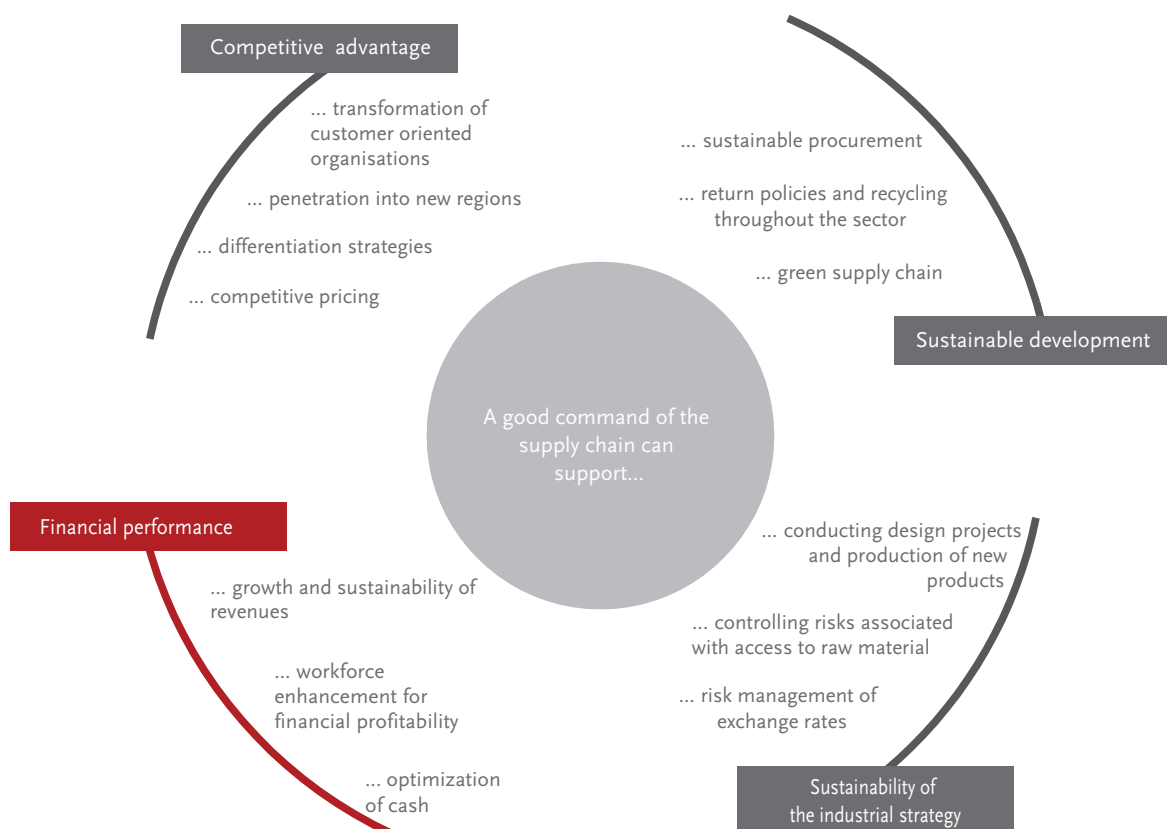 Competitive advantage
... transformation of
customer oriented
organisations
... penetration into new regions
... differentiation strategies
... competitive pricing
... sustainable procurement
... return policies and recycling
throughout the sector
... green supply chain
Sustainable development
A good command of the
supply chain can
support...
Financial performance
... growth and sustainability of
revenues
... workforce
enhancement for
financial profitability
... optimization
of cash
... conducting design projects
and production of new
products
... controlling risks associated
with access to raw material
... risk management of
exchange rates
Sustainability of
the industrial strategy